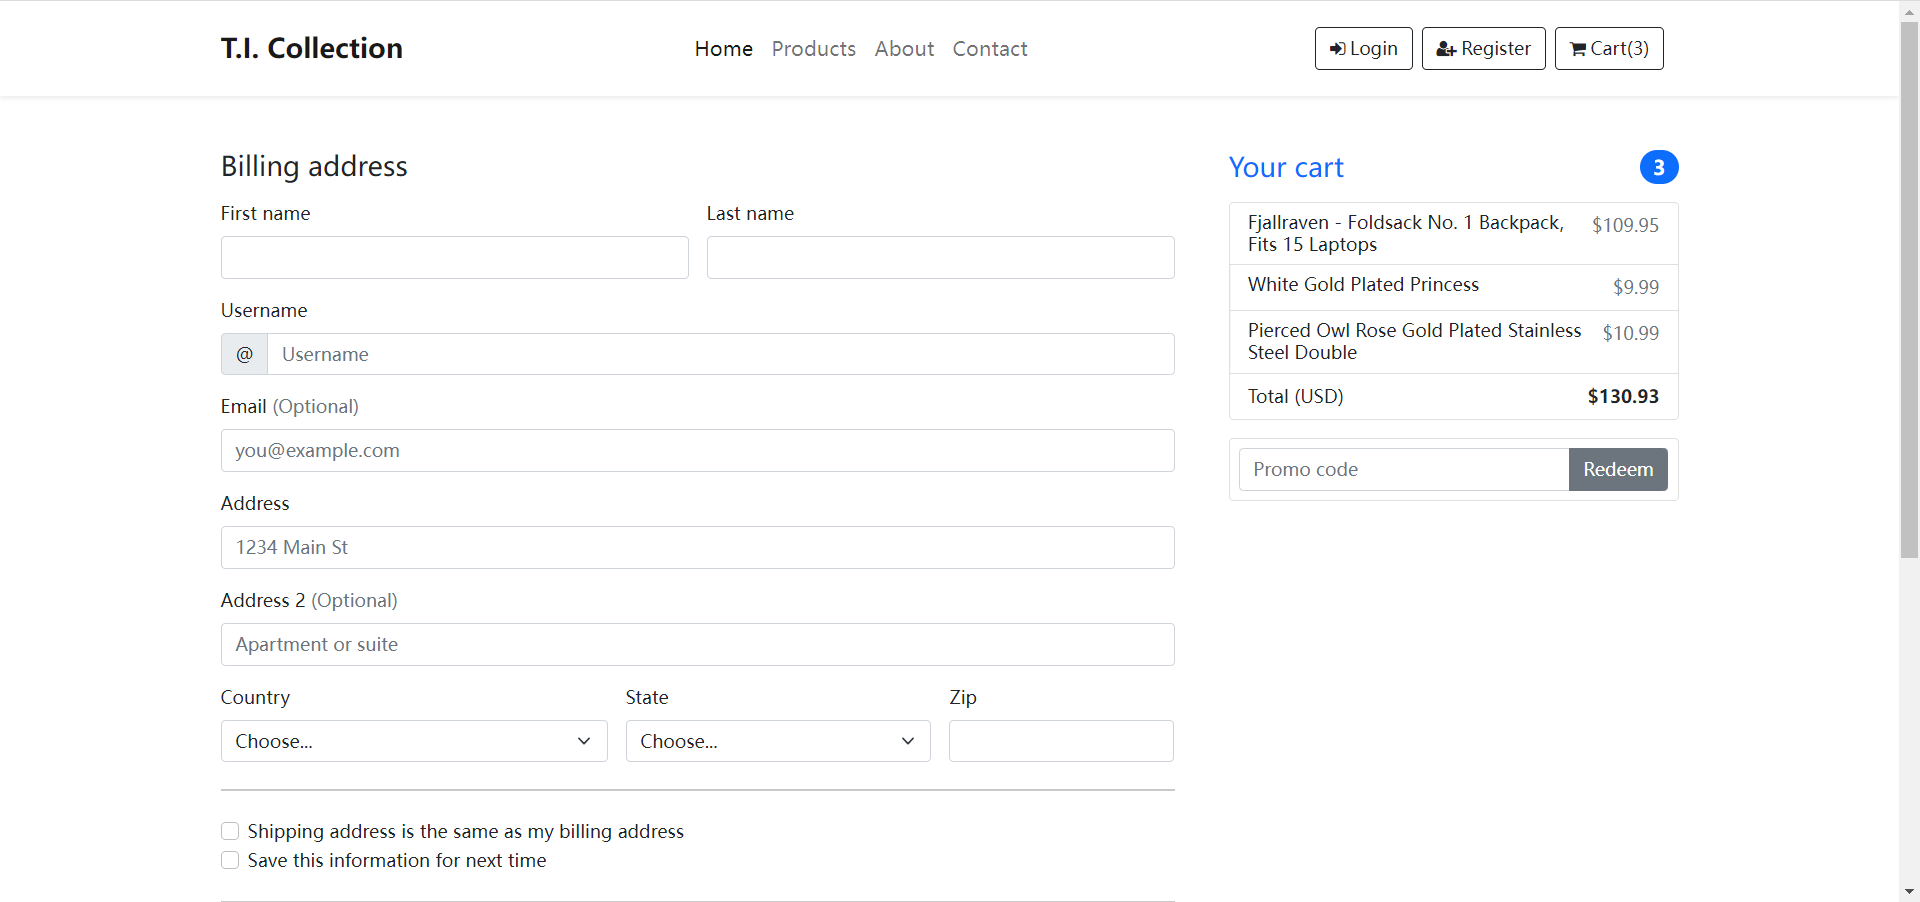 T.I. Collection
Home Products About Contact
Login Register Cart(3)
Billing address
First name Last name
Username
@ Username
Email (Optional)
you@example.com
Address
1234 Main St
Address 2 (Optional)
Apartment or suite
Country State Zip
Choose... Choose...
Shipping address is the same as my billing address
Save this information for next time
Your cart 3
Fjallraven - Foldsack No. 1 Backpack, $109.95
Fits 15 Laptops
White Gold Plated Princess $9.99
Pierced Owl Rose Gold Plated Stainless $10.99
Steel Double
Total (USD) $130.93
Promo code Redeem